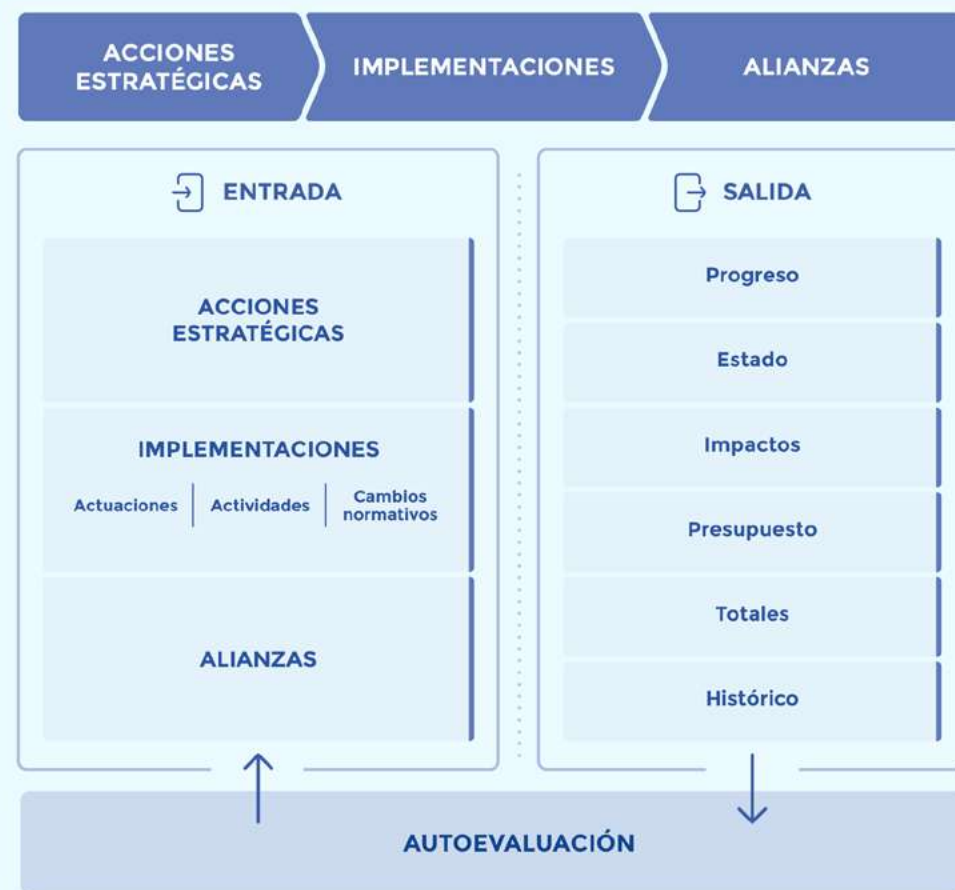 ACCIONES
ESTRATÉGICAS
IMPLEMENTACIONES
ALIANZAS
ENTRADA
ACCIONES
ESTRATÉGICAS
IMPLEMENTACIONES
Actuaciones
Actividades
Cambios
normativos
ALIANZAS
SALIDA
Progreso
Estado
Impactos
Presupuesto
Totales
Histórico
AUTOEVALUACIÓN